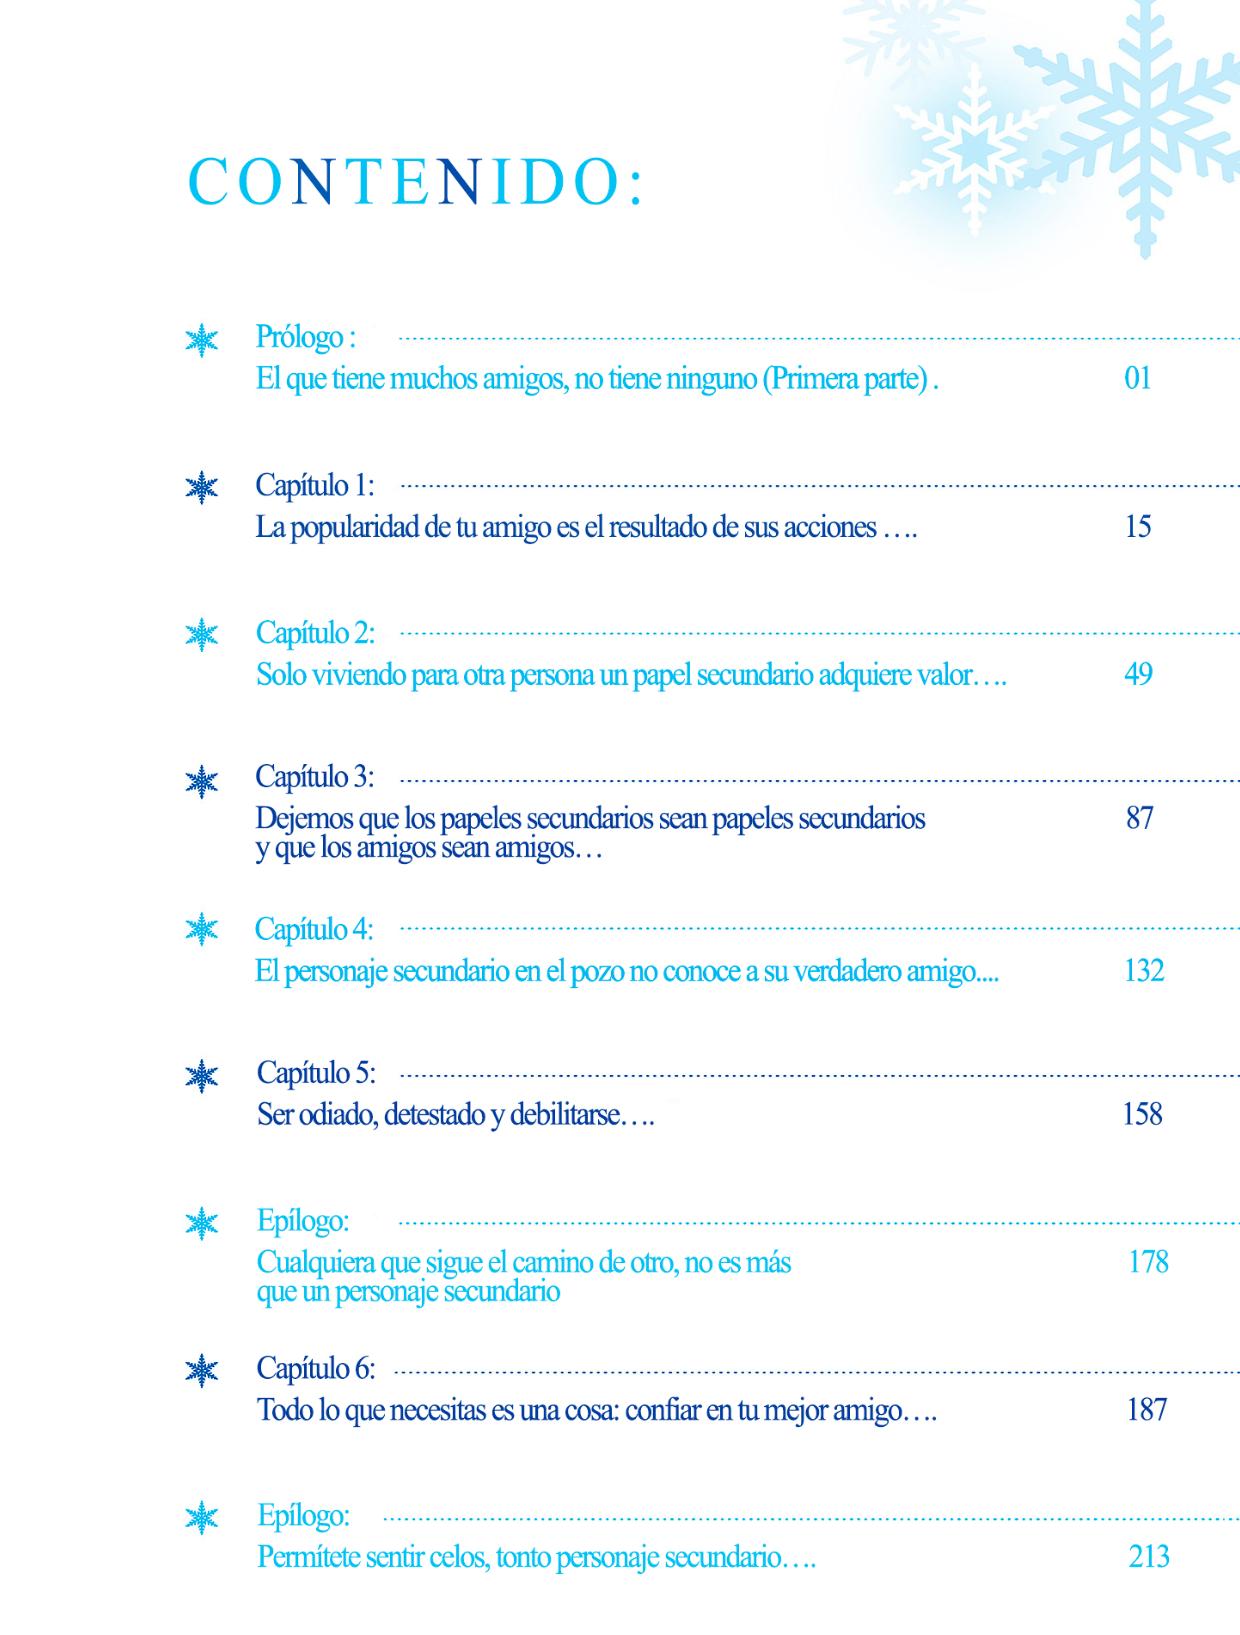 CONTENIDO:
Prólogo :
El que tiene muchos amigos, no tiene ninguno (Primera parte) . 01
Capítulo 1:
La popularidad de tu amigo es el resultado de sus acciones …. 15
Capítulo 2:
Solo viviendo para otra persona un papel secundario adquiere valor…. 49
Capítulo 3:
Dejemos que los papeles secundarios sean papeles secundarios 87
y que los amigos sean amigos…
Capítulo 4:
El personaje secundario en el pozo no conoce a su verdadero amigo.... 132
Capítulo 5:
Ser odiado, detestado y debilitarse…. 158
Epílogo:
Cualquiera que sigue el camino de otro, no es más 178
que un personaje secundario
Capítulo 6:
Todo lo que necesitas es una cosa: confiar en tu mejor amigo…. 187
Epílogo:
Permítete sentir celos, tonto personaje secundario…. 213